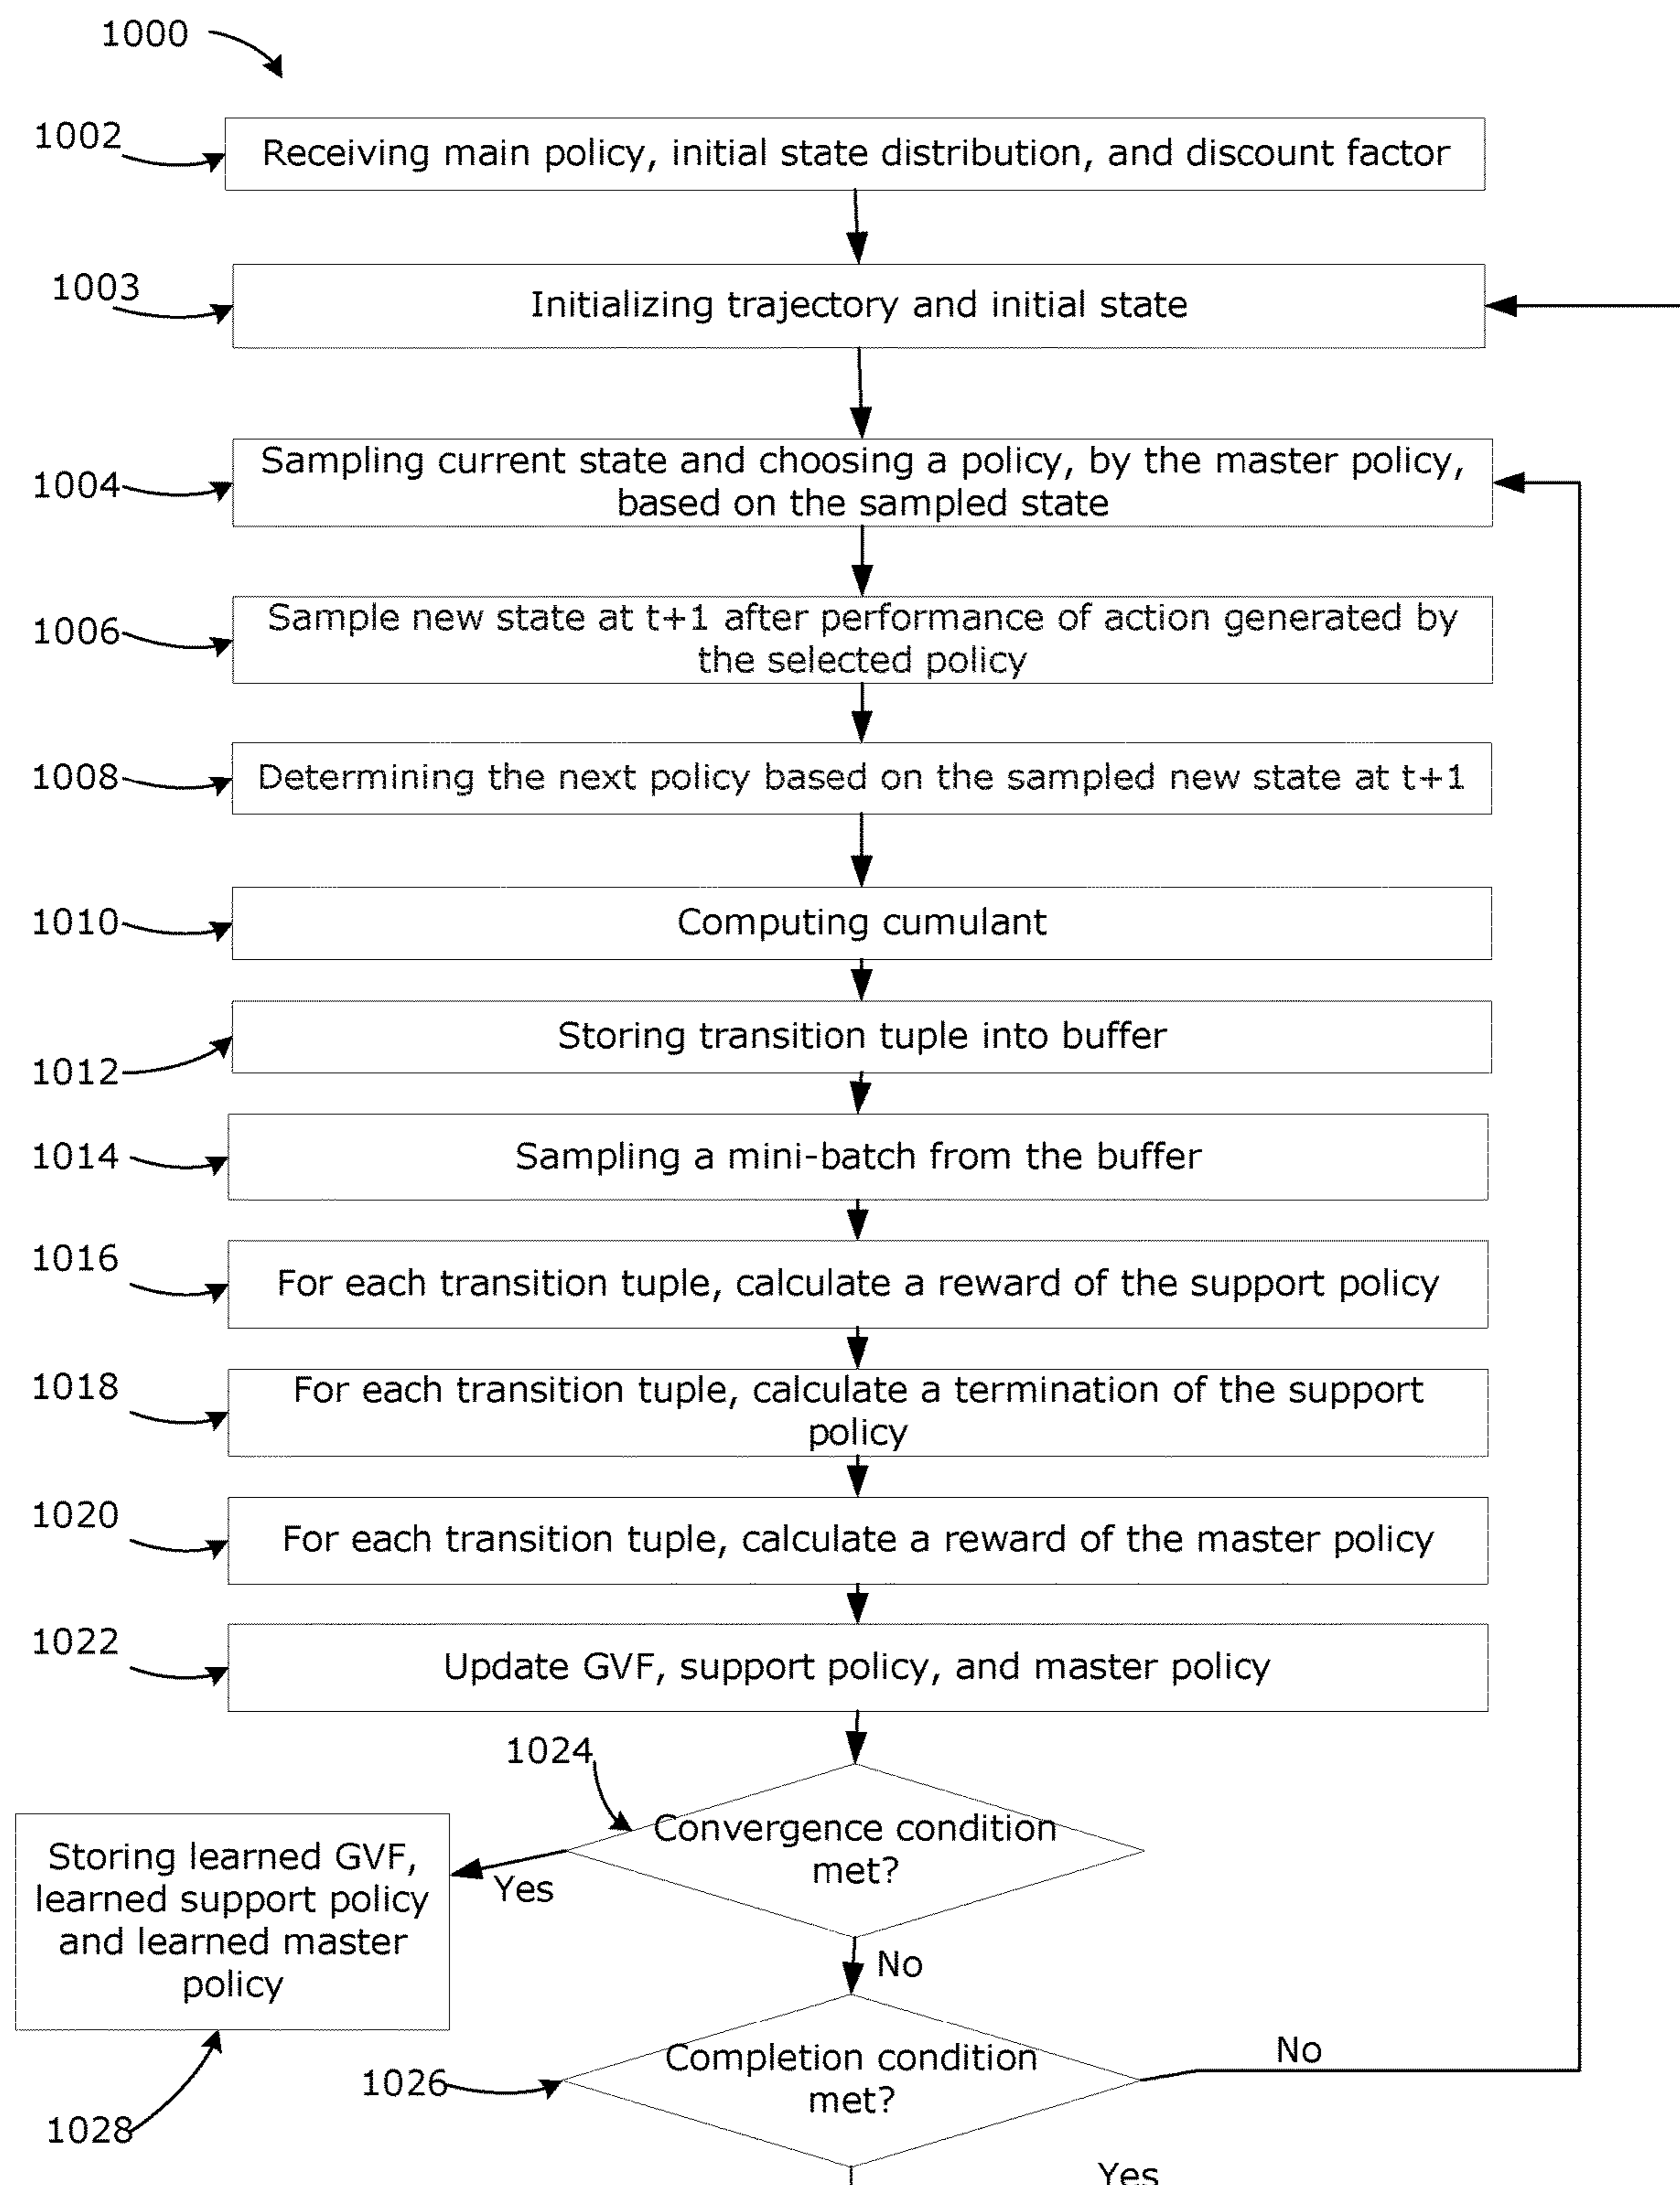 1000
1002
Receiving main policy, initial state distribution, and discount factor
1003
Initializing trajectory and initial state
1004
Sampling current state and choosing a policy, by the master policy,
based on the sampled state
1006
Sample new state at t+1 after performance of action generated by
the selected policy
1008
Determining the next policy based on the sampled new state at t+1
1010
Computing cumulant
1012
Storing transition tuple into buffer
1014
Sampling a mini-batch from the buffer
1016
For each transition tuple, calculate a reward of the support policy
1018
For each transition tuple, calculate a termination of the support
policy
1020
For each transition tuple, calculate a reward of the master policy
1022
Update GVF, support policy, and master policy
1024
Convergence condition
met?
Yes
Storing learned GVF,
learned support policy
and learned master
policy
1028
No
Completion condition
met?
1026
No
Yes